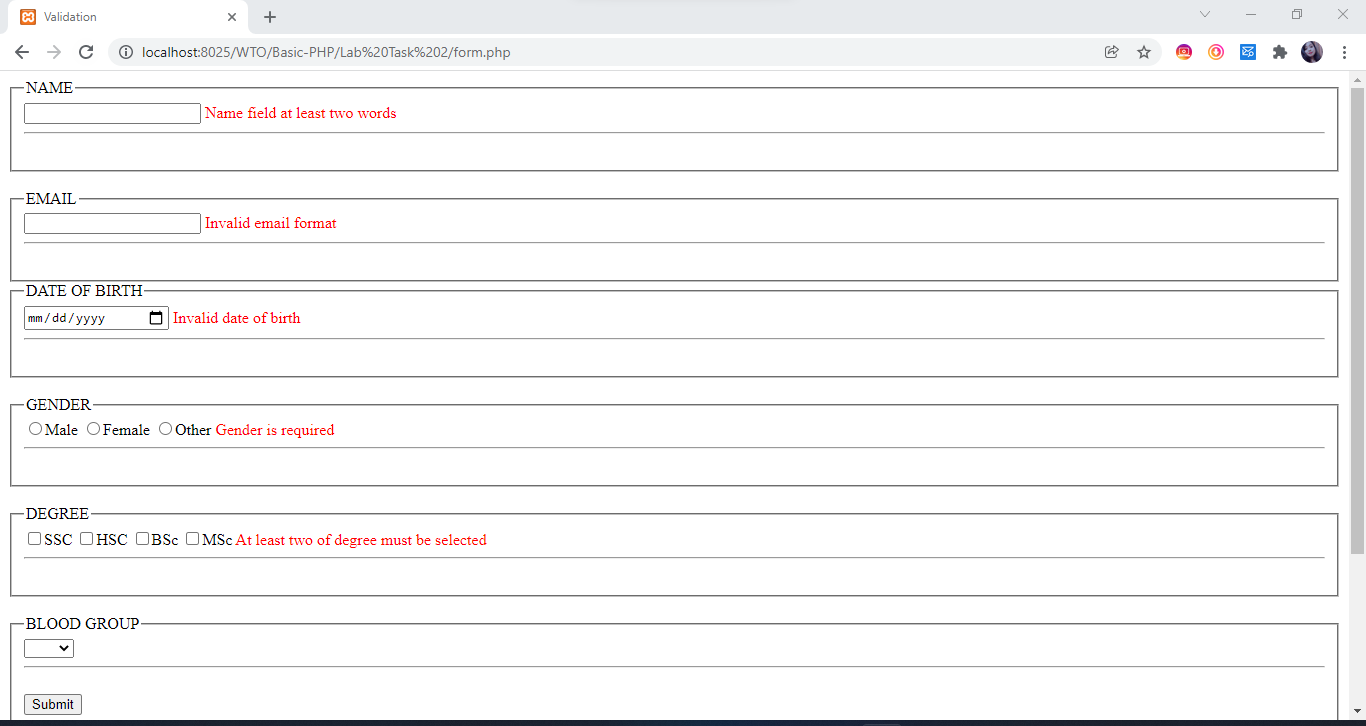 Validation
localhost:8025/WTO/Basic-PHP/Lab%20Task%202/form.php
NAME
Name field at least two words
EMAIL
Invalid email format
DATE OF BIRTH
mm/dd/yyyy Invalid date of birth
GENDER
Male Female Other Gender is required
DEGREE
SSC HSC BSc MSc At least two of degree must be selected
BLOOD GROUP
Submit